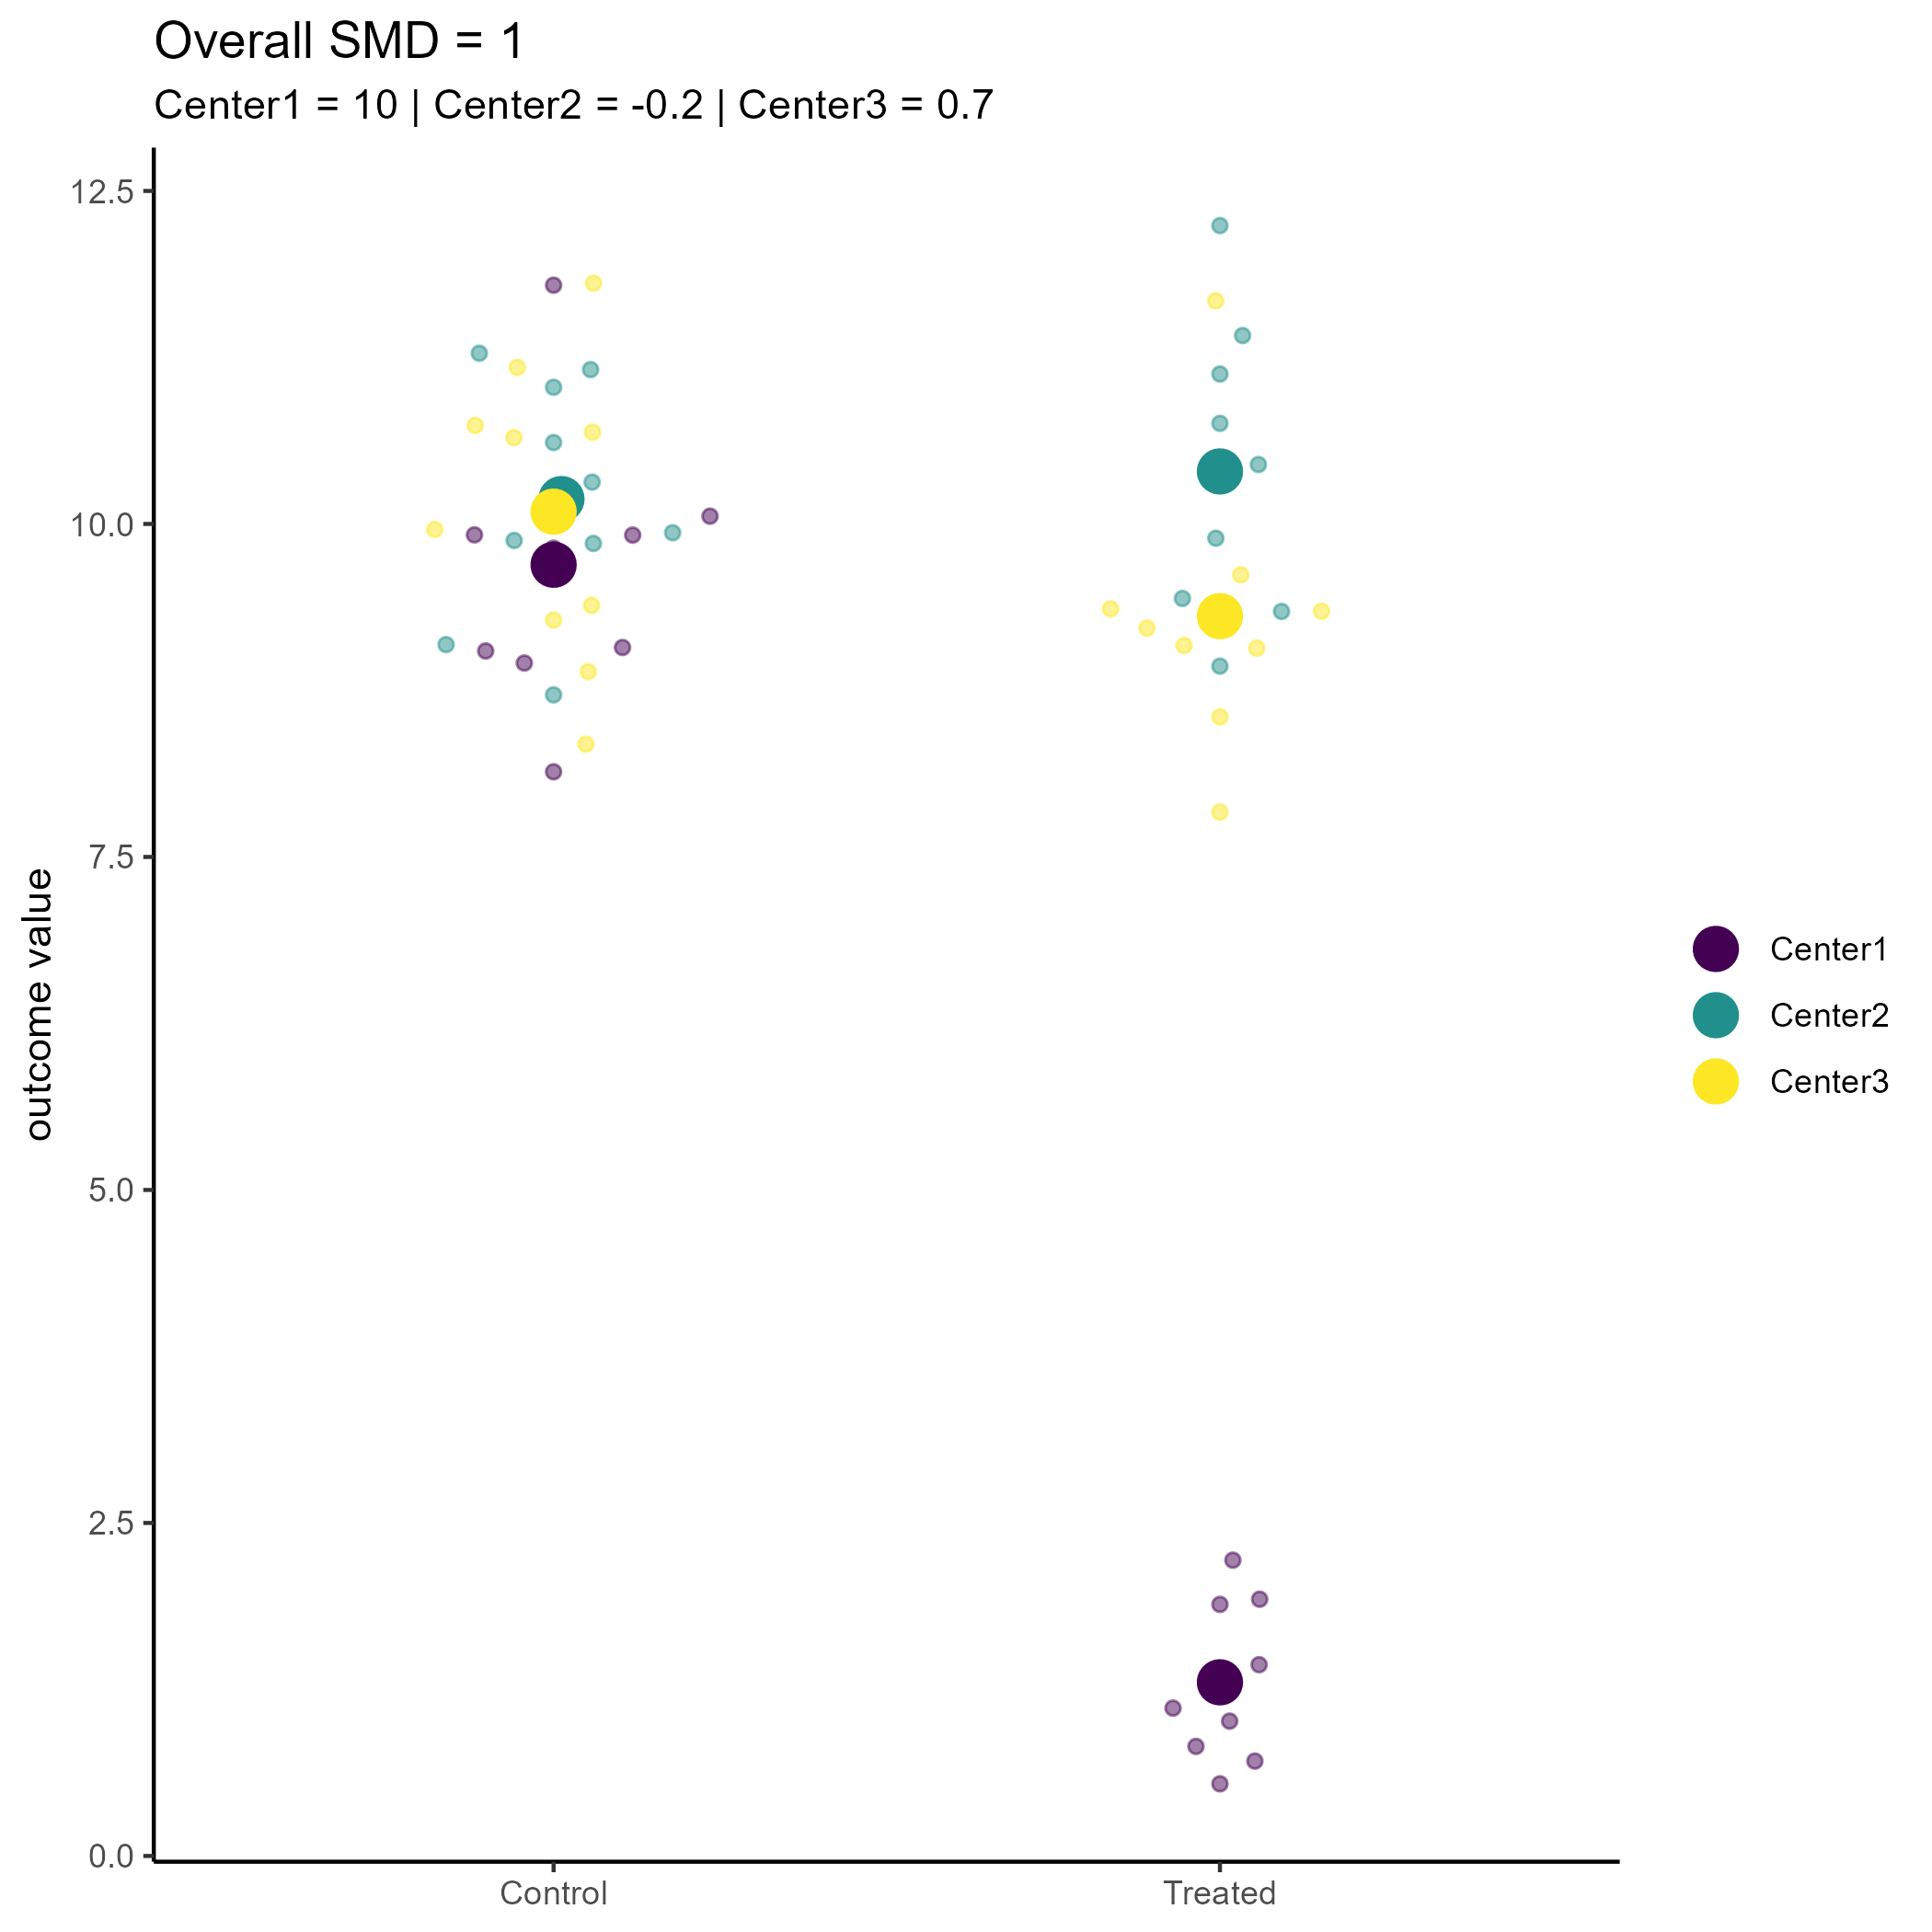 Overall SMD = 1
Center1 = 10 | Center2 = -0.2 | Center3 = 0.7
12.5
10.0
7.5
5.0
2.5
0.0
outcome value
Control
Treated
Center1
Center2
Center3